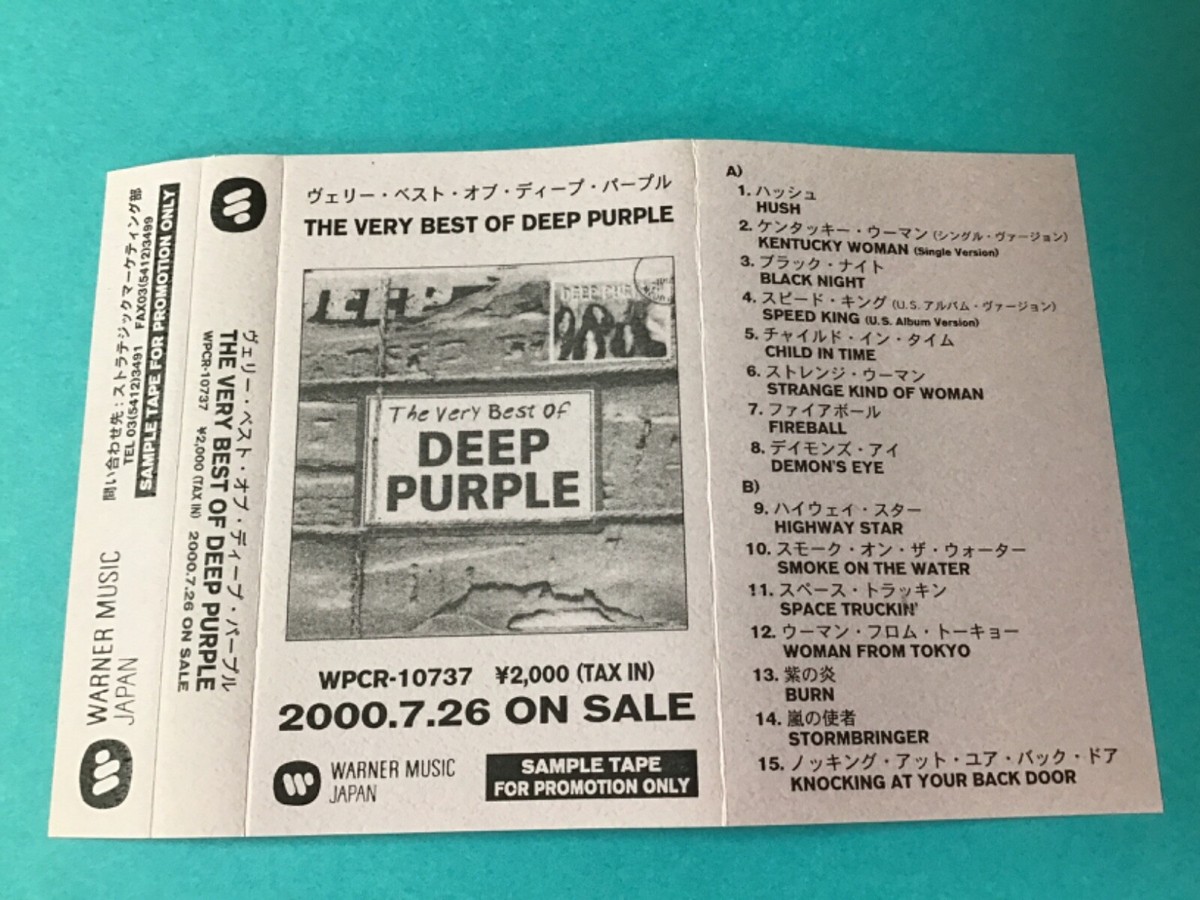 問い合わせ先：ストラテジックマーケティング部
TEL 03(5412)3491 FAX03(5412)3499
SAMPLE TAPE FOR PROMOTION ONLY
WARNER MUSIC
JAPAN
ヴェリー・ベスト・オブ・ディープ・パープル
THE VERY BEST OF DEEP PURPLE
WPCR-10737 ¥2,000 (TAX IN) 2000.7.26 ON SALE
ヴェリー・ベスト・オブ・ディープ・パープル
THE VERY BEST OF DEEP PURPLE
DEEP PUR
The Very Best Of
DEEP
PURPLE
WPCR-10737 ¥2,000 (TAX IN)
2000.7.26 ON SALE
WARNER MUSIC
JAPAN
SAMPLE TAPE
FOR PROMOTION ONLY
A)
1. ハッシュ
HUSH
2. ケンタッキー・ウーマン (シングル・ヴァージョン)
KENTUCKY WOMAN (Single Version)
3. ブラック・ナイト
BLACK NIGHT
4. スピード・キング (U.S. アルバム・ヴァージョン)
SPEED KING (U.S. Album Version)
5. チャイルド・イン・タイム
CHILD IN TIME
6. ストレンジ・ウーマン
STRANGE KIND OF WOMAN
7. ファイアボール
FIREBALL
8. デイモンズ・アイ
DEMON'S EYE
B)
9. ハイウェイ・スター
HIGHWAY STAR
10. スモーク・オン・ザ・ウォーター
SMOKE ON THE WATER
11. スペース・トラッキン
SPACE TRUCKIN'
12. ウーマン・フロム・トーキョー
WOMAN FROM TOKYO
13. 紫の炎
BURN
14. 嵐の使者
STORMBRINGER
15. ノッキング・アット・ユア・バック・ドア
KNOCKING AT YOUR BACK DOOR